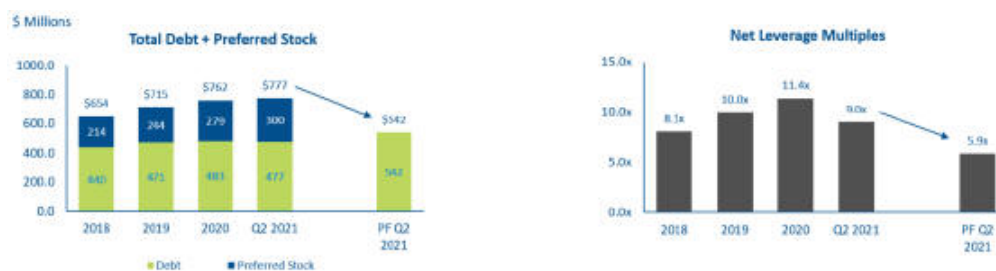 $ Millions
Total Debt + Preferred Stock
1000.0
800.0
600.0
400.0
200.0
0.0
$654
$715
$762
$777
$542
214
244
279
300
440
471
483
477
542
2018
2019
2020
Q2 2021
PF Q2
2021
Debt
Preferred Stock
Net Leverage Multiples
15.0x
10.0x
5.0x
0.0x
8.1x
10.0x
11.4x
9.0x
5.9x
2018
2019
2020
Q2 2021
PF Q2
2021